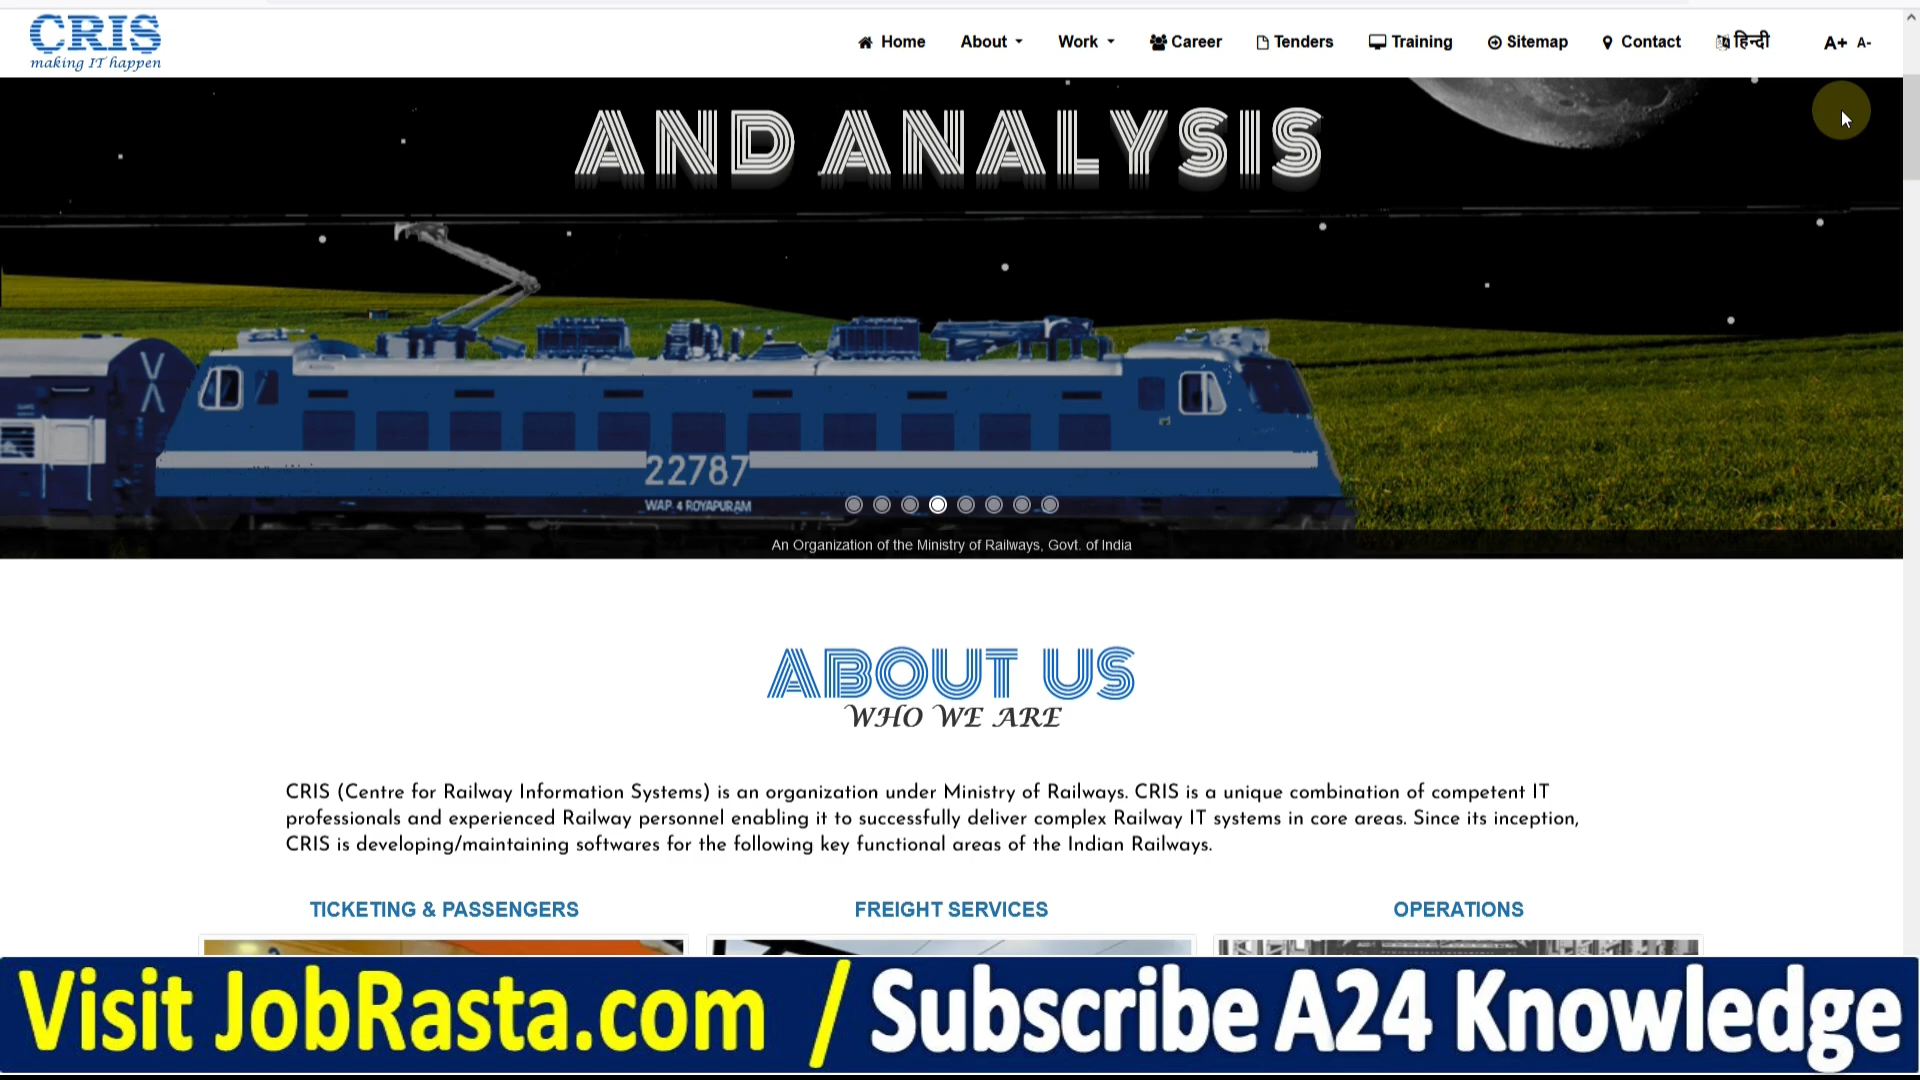 CRIS
making IT happen
Home About Work Career Tenders Training Sitemap Contact हिन्दी A+ A-
AND ANALYSIS
22787
WAP 4 ROYAPURAM
An Organization of the Ministry of Railways, Govt. of India
ABOUT US
WHO WE ARE
CRIS (Centre for Railway Information Systems) is an organization under Ministry of Railways. CRIS is a unique combination of competent IT
professionals and experienced Railway personnel enabling it to successfully deliver complex Railway IT systems in core areas. Since its inception,
CRIS is developing/maintaining softwares for the following key functional areas of the Indian Railways.
TICKETING & PASSENGERS FREIGHT SERVICES OPERATIONS
Visit JobRasta.com / Subscribe A24 Knowledge